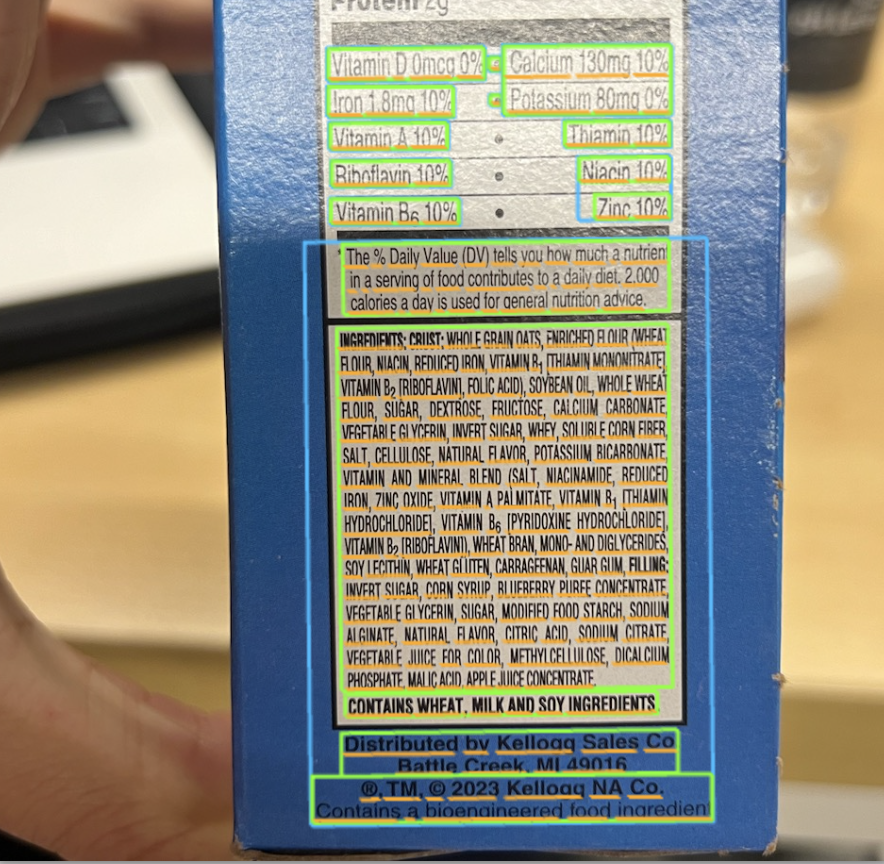 Protein 2g
Vitamin D 0mcg 0% • Calcium 130mg 10%
Iron 1.8mg 10% • Potassium 80mg 0%
Vitamin A 10% • Thiamin 10%
Riboflavin 10% • Niacin 10%
Vitamin B6 10% • Zinc 10%
* The % Daily Value (DV) tells you how much a nutrien
in a serving of food contributes to a daily diet. 2,000
calories a day is used for general nutrition advice.
INGREDIENTS: CRUST: WHOLE GRAIN OATS, ENRICHED FLOUR (WHEAT
FLOUR, NIACIN, REDUCED IRON, VITAMIN B1 [THIAMIN MONONITRATE],
VITAMIN B2 [RIBOFLAVIN], FOLIC ACID), SOYBEAN OIL, WHOLE WHEAT
FLOUR, SUGAR, DEXTROSE, FRUCTOSE, CALCIUM CARBONATE,
VEGETABLE GLYCERIN, INVERT SUGAR, WHEY, SOLUBLE CORN FIBER,
SALT, CELLULOSE, NATURAL FLAVOR, POTASSIUM BICARBONATE,
VITAMIN AND MINERAL BLEND (SALT, NIACINAMIDE, REDUCED
IRON, ZINC OXIDE, VITAMIN A PALMITATE, VITAMIN B1 [THIAMIN
HYDROCHLORIDE], VITAMIN B6 [PYRIDOXINE HYDROCHLORIDE],
VITAMIN B2 [RIBOFLAVIN]), WHEAT BRAN, MONO- AND DIGLYCERIDES,
SOY LECITHIN, WHEAT GLUTEN, CARRAGEENAN, GUAR GUM, FILLING:
INVERT SUGAR, CORN SYRUP, BLUEBERRY PUREE CONCENTRATE,
VEGETABLE GLYCERIN, SUGAR, MODIFIED FOOD STARCH, SODIUM
ALGINATE, NATURAL FLAVOR, CITRIC ACID, SODIUM CITRATE,
VEGETABLE JUICE FOR COLOR, METHYLCELLULOSE, DICALCIUM
PHOSPHATE, MALIC ACID, APPLE JUICE CONCENTRATE.
CONTAINS WHEAT, MILK AND SOY INGREDIENTS
Distributed by Kellogg Sales Co
Battle Creek, MI 49016
®, TM, © 2023 Kellogg NA Co.
Contains a bioengineered food ingredient